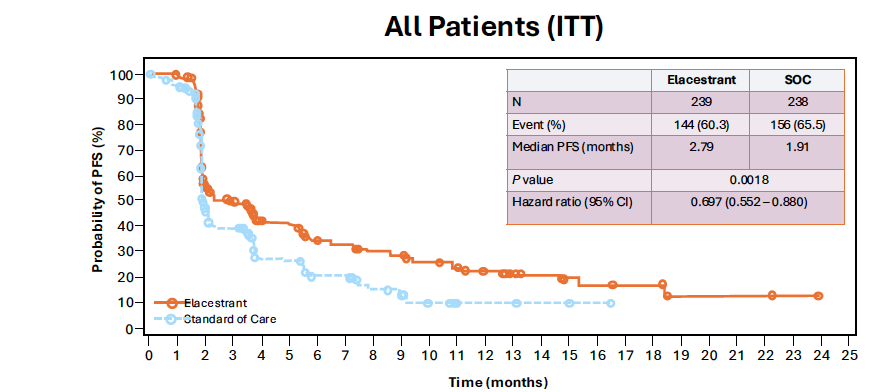 All Patients (ITT)
Elacestrant SOC
N 239 238
Event (%) 144 (60.3) 156 (65.5)
Median PFS (months) 2.79 1.91
P value 0.0018
Hazard ratio (95% CI) 0.697 (0.552 – 0.880)
Probability of PFS (%)
100
90
80
70
60
50
40
30
20
10
0
Elacestrant
Standard of Care
0 1 2 3 4 5 6 7 8 9 10 11 12 13 14 15 16 17 18 19 20 21 22 23 24 25
Time (months)